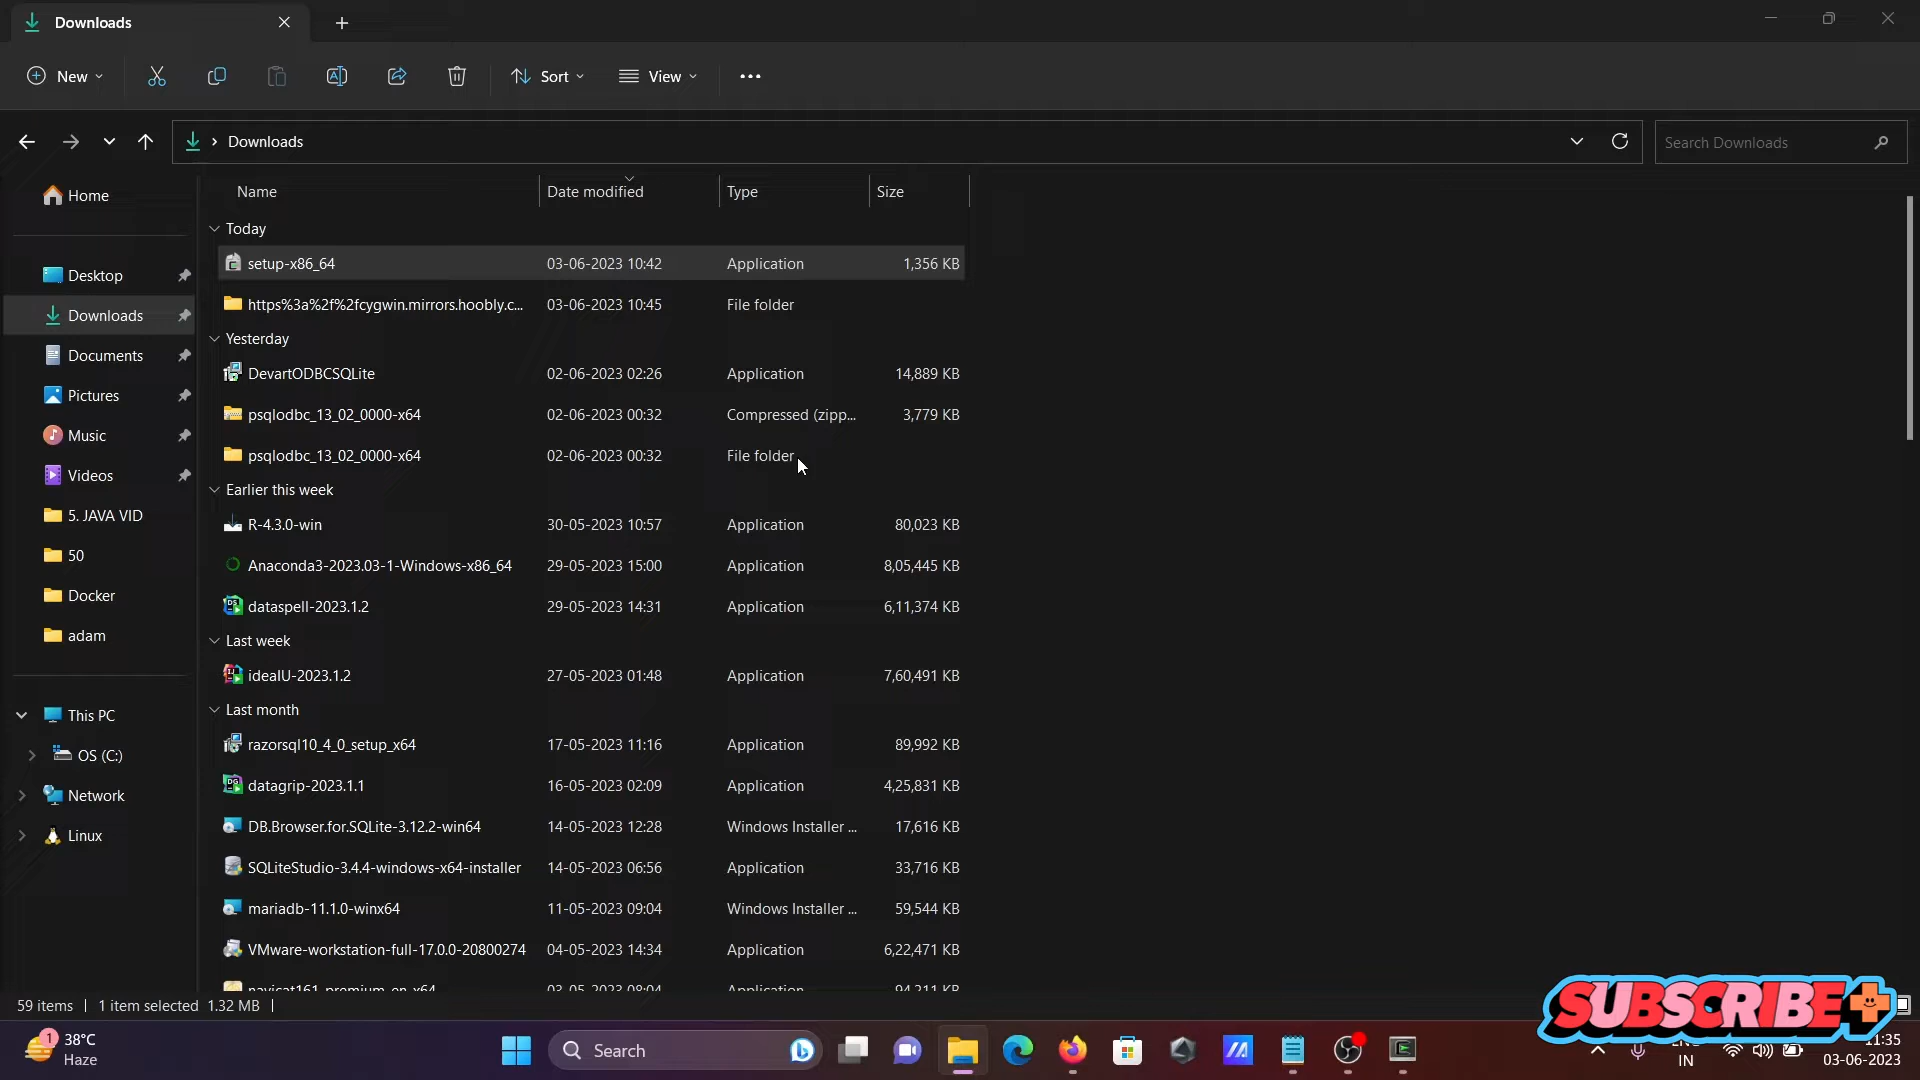 Downloads
New Sort View
Downloads
Search Downloads
Home
Desktop
Downloads
Documents
Pictures
Music
Videos
5. JAVA VID
50
Docker
adam
This PC
OS (C:)
Network
Linux
Name Date modified Type Size
Today
setup-x86_64 03-06-2023 10:42 Application 1,356 KB
https%3a%2f%2fcygwin.mirrors.hoobly.c... 03-06-2023 10:45 File folder
Yesterday
DevartODBCSQLite 02-06-2023 02:26 Application 14,889 KB
psqlodbc_13_02_0000-x64 02-06-2023 00:32 Compressed (zipp... 3,779 KB
psqlodbc_13_02_0000-x64 02-06-2023 00:32 File folder
Earlier this week
R-4.3.0-win 30-05-2023 10:57 Application 80,023 KB
Anaconda3-2023.03-1-Windows-x86_64 29-05-2023 15:00 Application 8,05,445 KB
dataspell-2023.1.2 29-05-2023 14:31 Application 6,11,374 KB
Last week
idealU-2023.1.2 27-05-2023 01:48 Application 7,60,491 KB
Last month
razorsql10_4_0_setup_x64 17-05-2023 11:16 Application 89,992 KB
datagrip-2023.1.1 16-05-2023 02:09 Application 4,25,831 KB
DB.Browser.for.SQLite-3.12.2-win64 14-05-2023 12:28 Windows Installer ... 17,616 KB
SQLiteStudio-3.4.4-windows-x64-installer 14-05-2023 06:56 Application 33,716 KB
mariadb-11.1.0-winx64 11-05-2023 09:04 Windows Installer ... 59,544 KB
VMware-workstation-full-17.0.0-20800274 04-05-2023 14:34 Application 6,22,471 KB
navicat161_premium_en_x64 03-05-2023 08:04 Application 94,211 KB
59 items 1 item selected 1.32 MB
SUBSCRIBE
1
38°C
Haze
Search
IN
11:35
03-06-2023